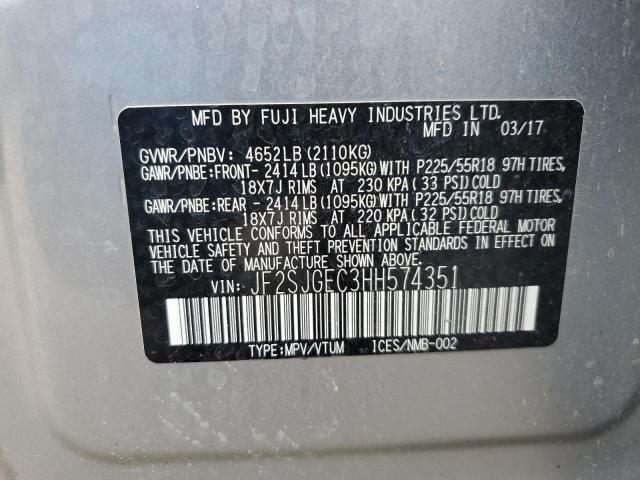 MFD BY FUJI HEAVY INDUSTRIES LTD.
MFD IN 03/17
GVWR/PNBV: 4652LB(2110KG)
GAWR/PNBE:FRONT- 2414LB(1095KG)WITH P225/55R18 97H TIRES,
18X7J RIMS AT 230 KPA(33 PSI)COLD
GAWR/PNBE:REAR - 2414LB(1095KG)WITH P225/55R18 97H TIRES,
18X7J RIMS AT 220 KPA(32 PSI)COLD
THIS VEHICLE CONFORMS TO ALL APPLICABLE FEDERAL MOTOR
VEHICLE SAFETY AND THEFT PREVENTION STANDARDS IN EFFECT
ON THE DATE OF MANUFACTURE SHOWN ABOVE.
VIN: JF2SJGEC3HH574351
TYPE:MPV/VTUM ICES/NMB-002